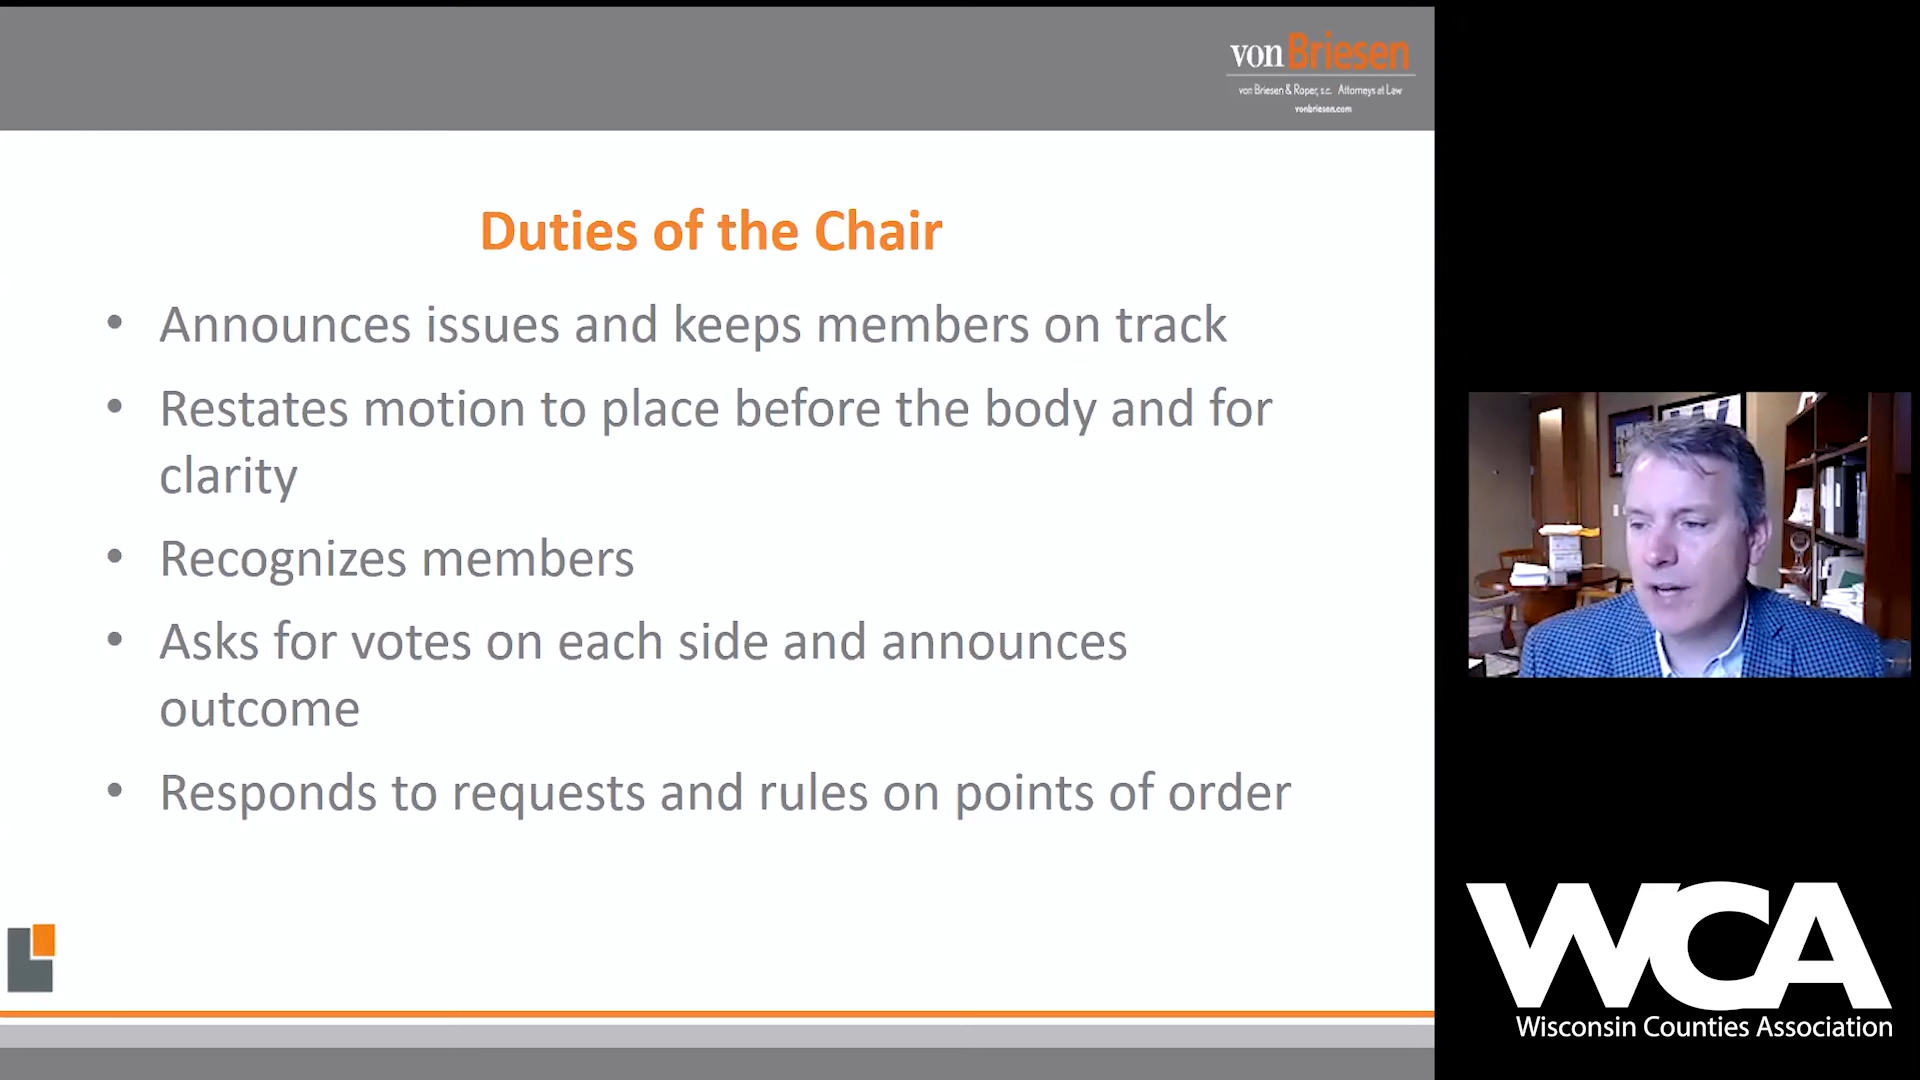 vonBriesen
von Briesen & Roper, s.c. Attorneys at Law
vonbriesen.com
Duties of the Chair
• Announces issues and keeps members on track
• Restates motion to place before the body and for
clarity
• Recognizes members
• Asks for votes on each side and announces
outcome
• Responds to requests and rules on points of order
WCA
Wisconsin Counties Association